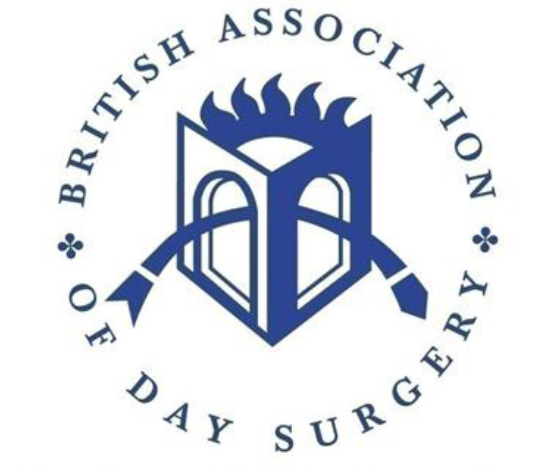 BRITISH ASSOCIATION
OF DAY SURGERY